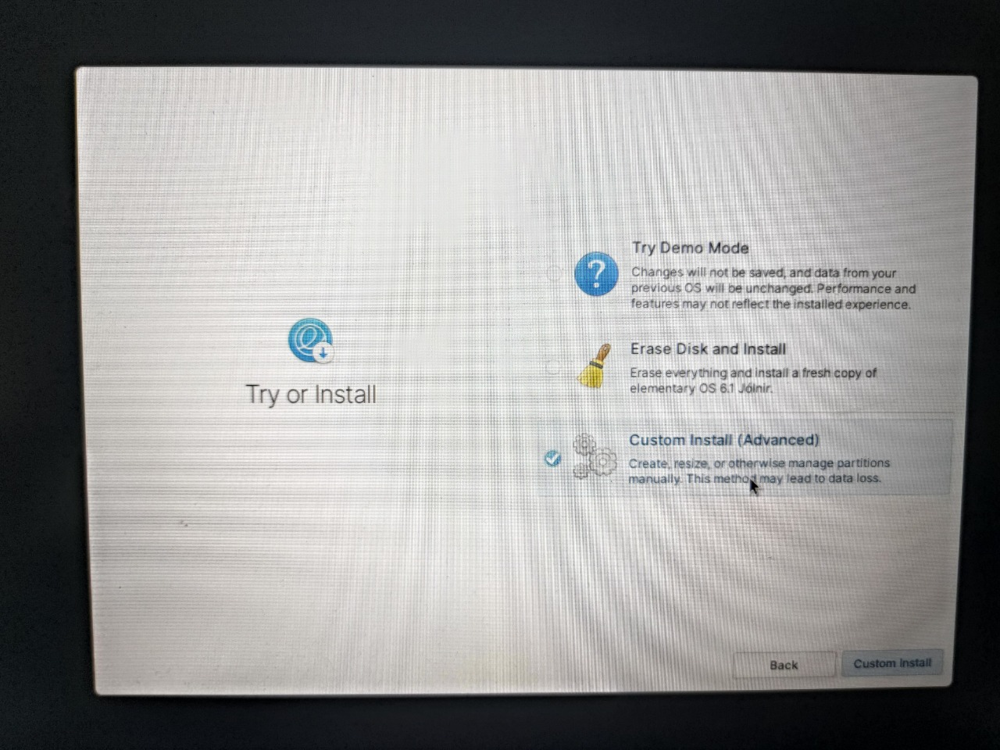 Try or Install
Try Demo Mode
Changes will not be saved, and data from your
previous OS will be unchanged. Performance and
features may not reflect the installed experience.
Erase Disk and Install
Erase everything and install a fresh copy of
elementary OS 6.1 Jólnir.
Custom Install (Advanced)
Create, resize, or otherwise manage partitions
manually. This method may lead to data loss.
Back
Custom Install